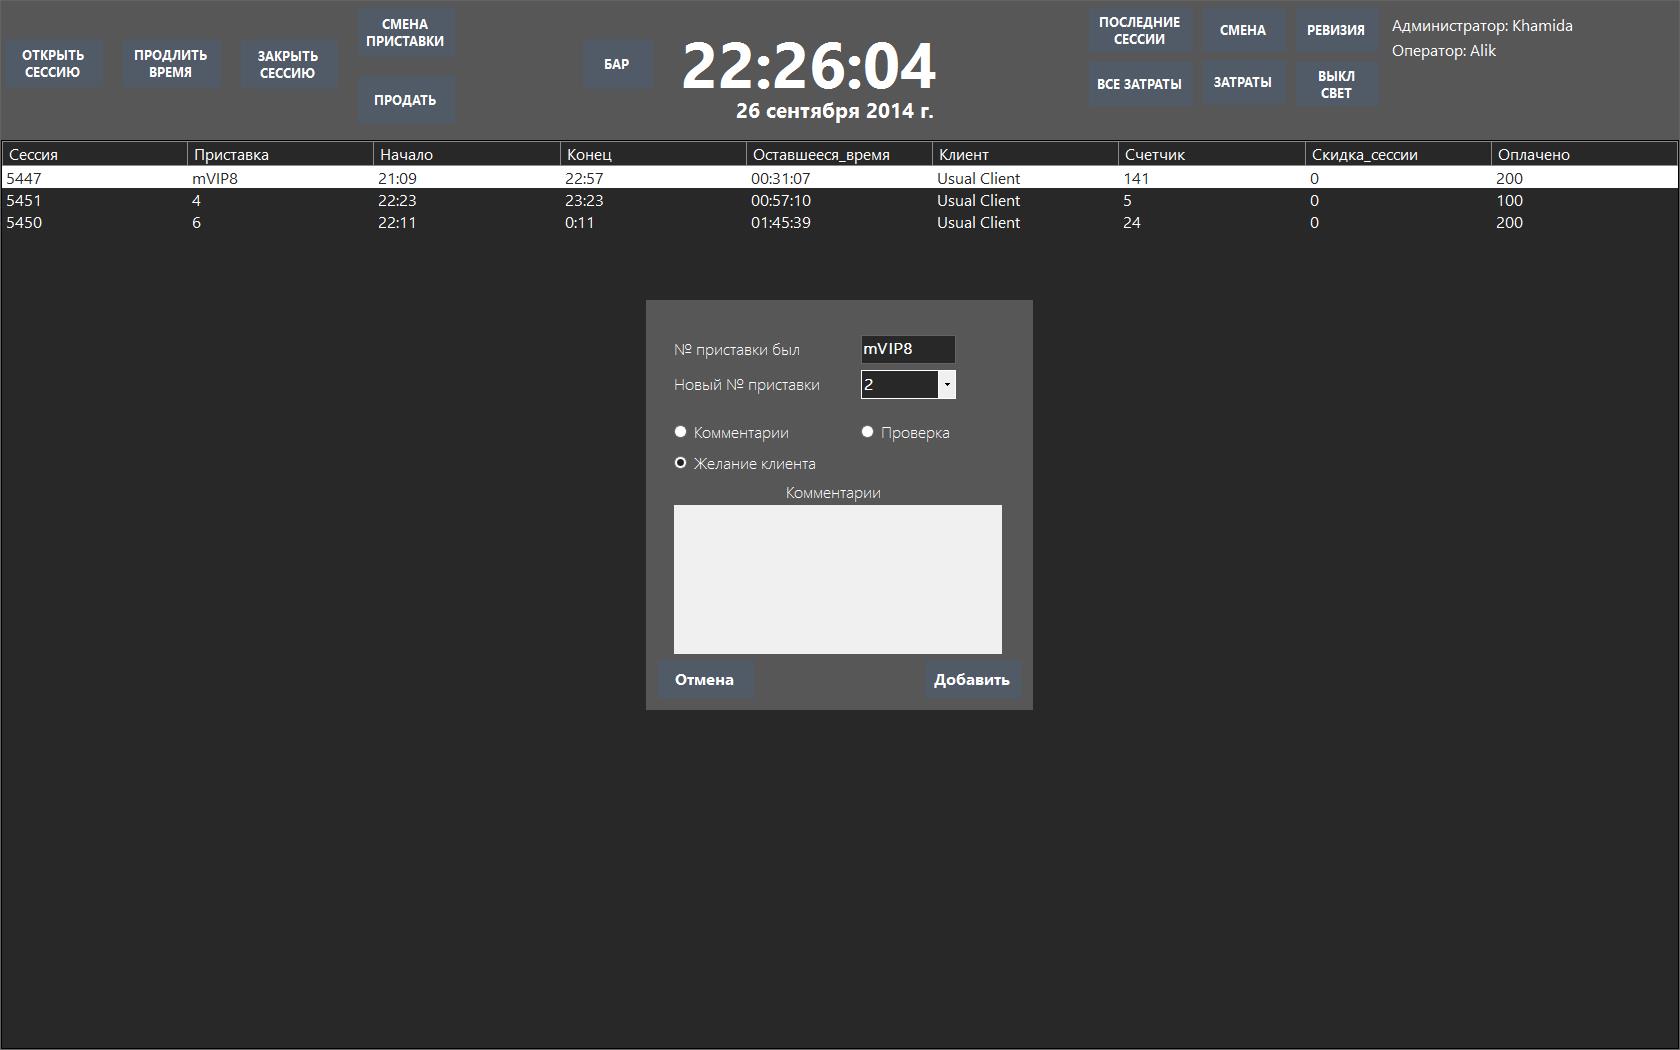 ОТКРЫТЬ
СЕССИЮ
ПРОДЛИТЬ
ВРЕМЯ
ЗАКРЫТЬ
СЕССИЮ
СМЕНА
ПРИСТАВКИ
ПРОДАТЬ
БАР
22:26:04
26 сентября 2014 г.
ПОСЛЕДНИЕ
СЕССИИ
СМЕНА
РЕВИЗИЯ
ВСЕ ЗАТРАТЫ
ЗАТРАТЫ
ВЫКЛ
СВЕТ
Администратор: Khamida
Оператор: Alik
Сессия Приставка Начало Конец Оставшееся_время Клиент Счетчик Скидка_сессии Оплачено
5447 mVIP8 21:09 22:57 00:31:07 Usual Client 141 0 200
5451 4 22:23 23:23 00:57:10 Usual Client 5 0 100
5450 6 22:11 0:11 01:45:39 Usual Client 24 0 200
№ приставки был mVIP8
Новый № приставки 2
Комментарии Проверка
Желание клиента
Комментарии
Отмена Добавить